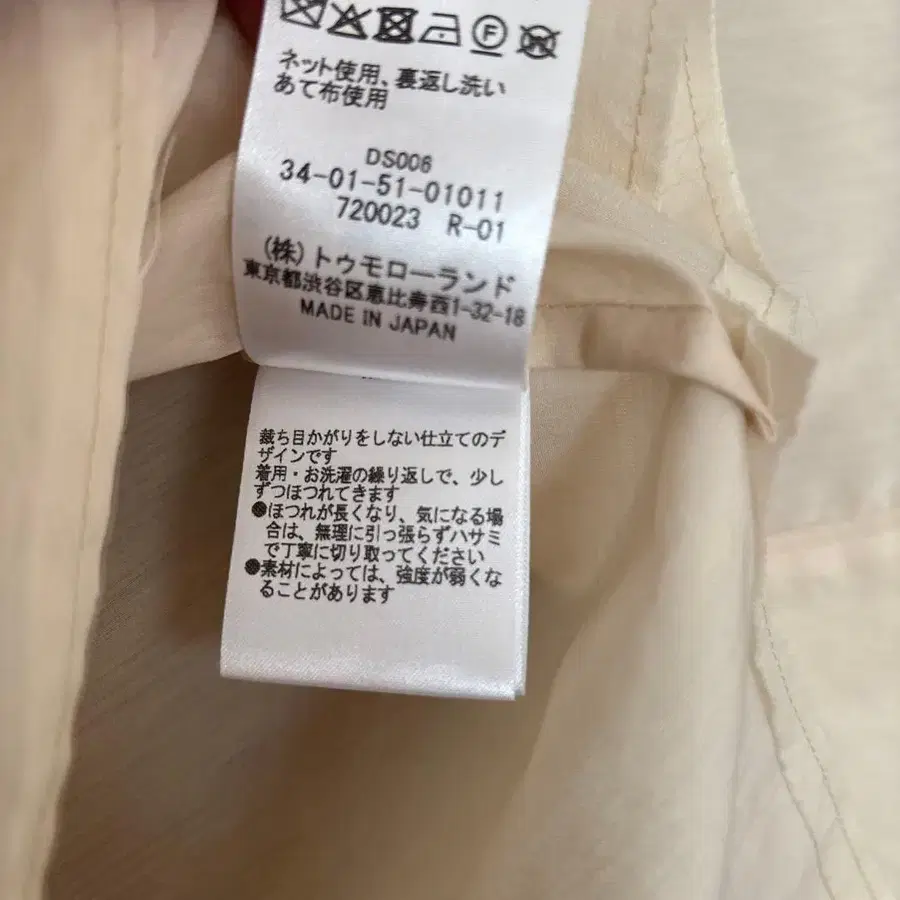 ネット使用、裏返し洗い
あて布使用
DS006
34-01-51-01011
720023 R-01
(株)トゥモローランド
東京都渋谷区恵比寿西1-32-18
MADE IN JAPAN
裁ち目かがりをしない仕立てのデ
ザインです
着用・お洗濯の繰り返しで、少し
ずつほつれてきます
●ほつれが長くなり、気になる場
合は、無理に引っ張らずハサミ
で丁寧に切り取ってください
●素材によっては、強度が弱くな
ることがあります